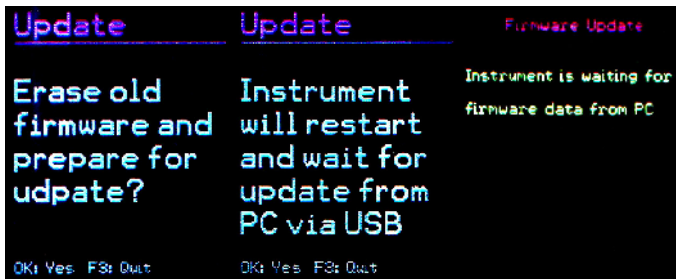 Update
Erase old
firmware and
prepare for
udpate?
OK: Yes F3: Quit
Update
Instrument
will restart
and wait for
update from
PC via USB
OK: Yes F3: Quit
Firmware Update
Instrument is waiting for
firmware data from PC